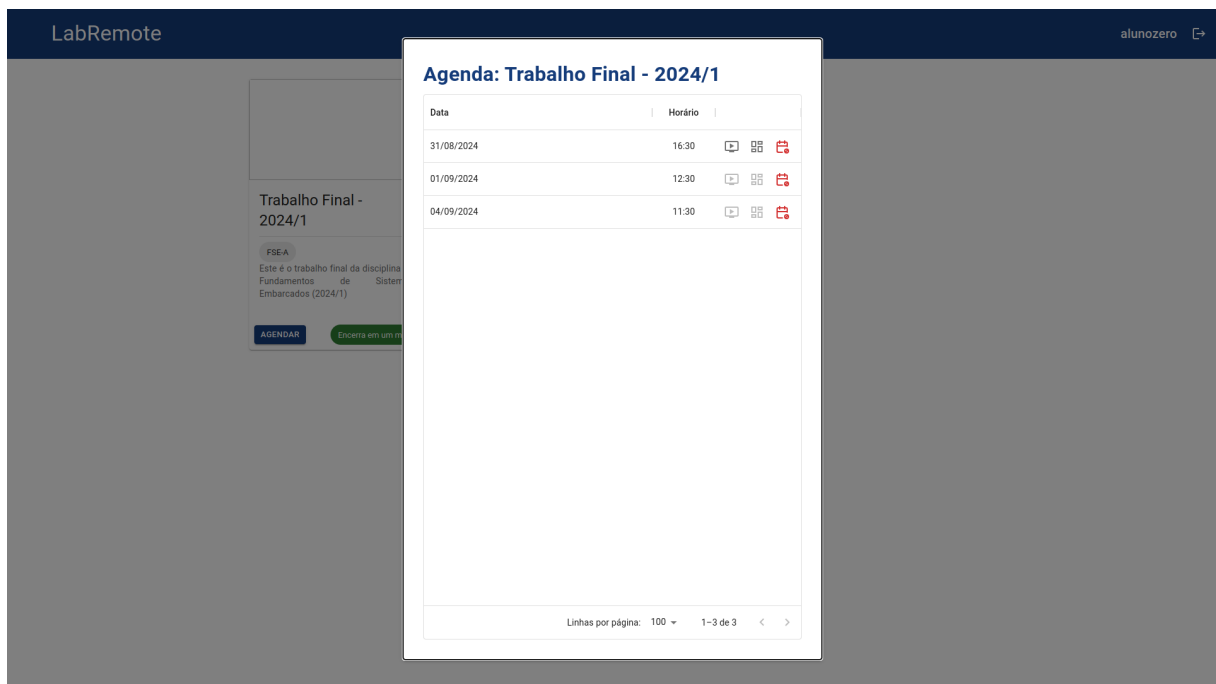 LabRemote
alunozero
Agenda: Trabalho Final - 2024/1
Data Horário
31/08/2024 16:30
01/09/2024 12:30
04/09/2024 11:30
Linhas por página: 100 1–3 de 3
Trabalho Final -
2024/1
FSE-A
Este é o trabalho final da disciplina
Fundamentos de
Embarcados (2024/1)
AGENDAR Encerra em um